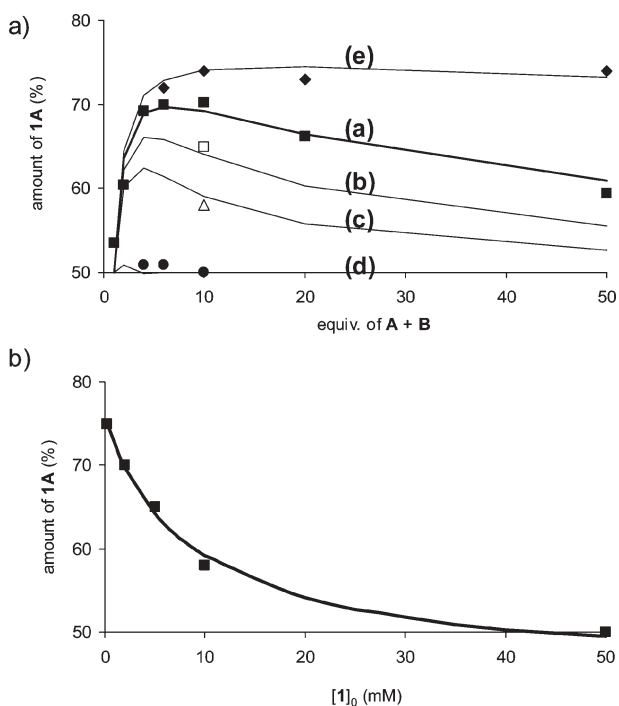 a)
80
70
60
50
amount of 1A (%)
(e)
(a)
(b)
(c)
(d)
0 10 20 30 40 50
equiv. of A + B
b)
80
70
60
50
amount of 1A (%)
0 10 20 30 40 50
[1]0 (mM)